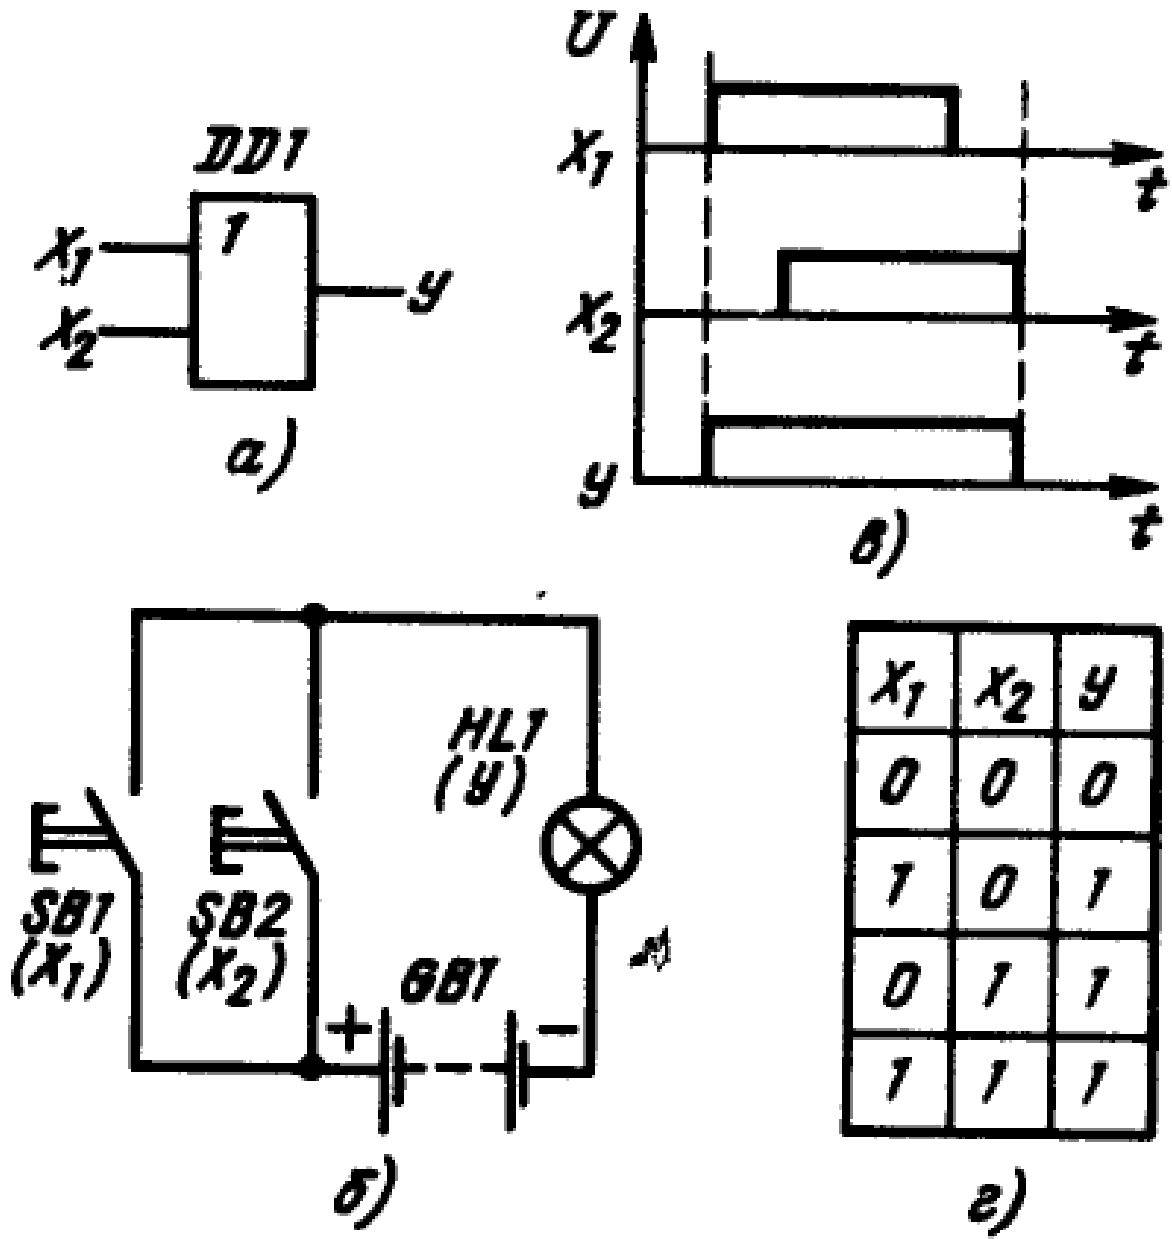 DD1
1
X1
X2
y
а)
U
X1
t
X2
t
y
t
в)
HL1
(y)
SB1
(X1)
SB2
(X2)
GB1
+ −
б)
X1 X2 y
0 0 0
1 0 1
0 1 1
1 1 1
г)